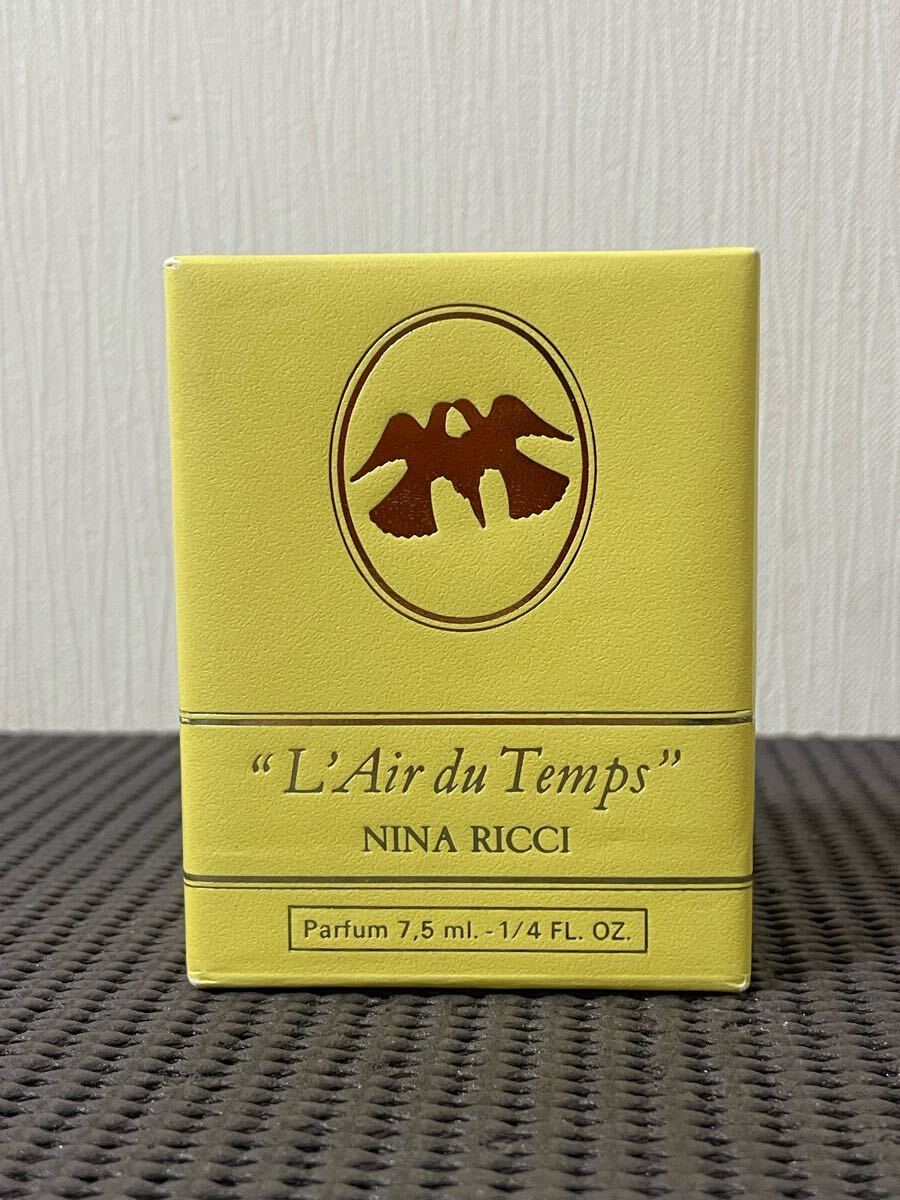 “L’Air du Temps”
NINA RICCI
Parfum 7,5 ml. - 1/4 FL. OZ.